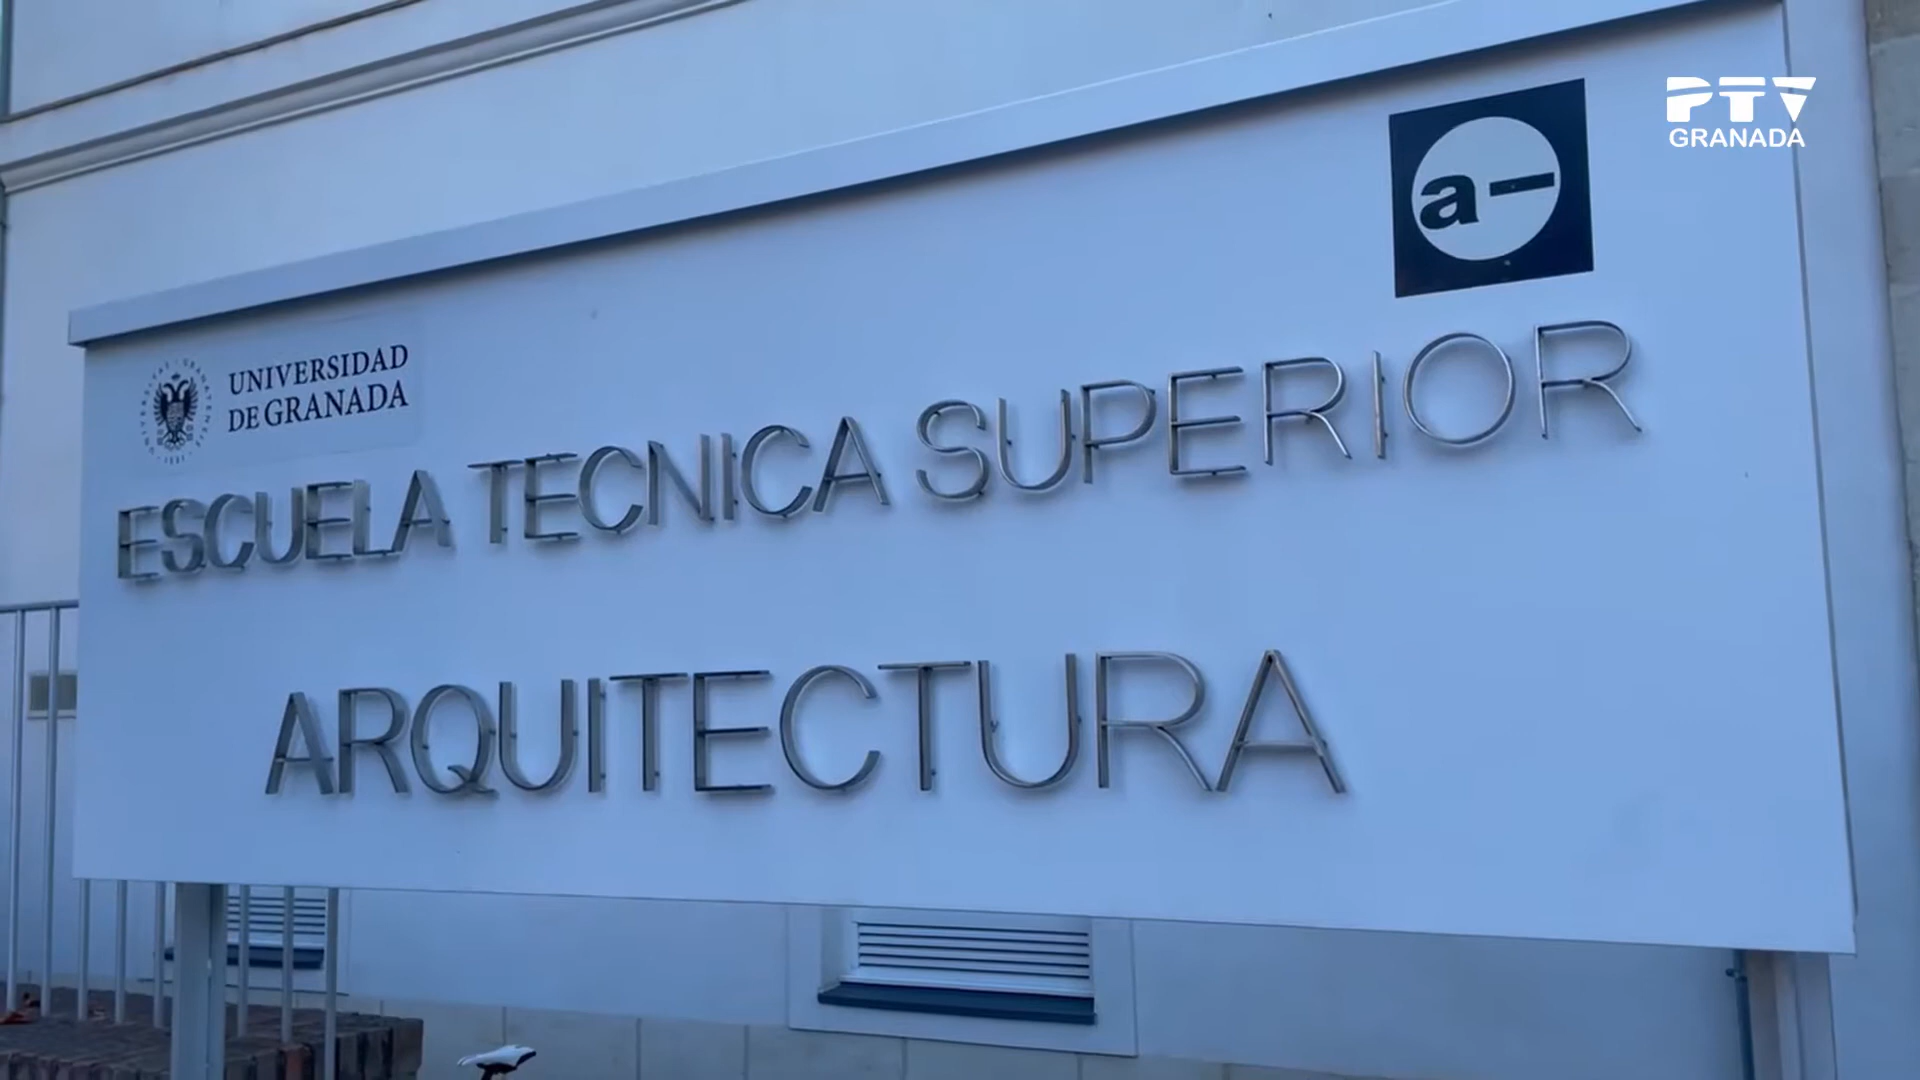 PTV
GRANADA
a-
UNIVERSIDAD
DE GRANADA
ESCUELA TECNICA SUPERIOR
ARQUITECTURA